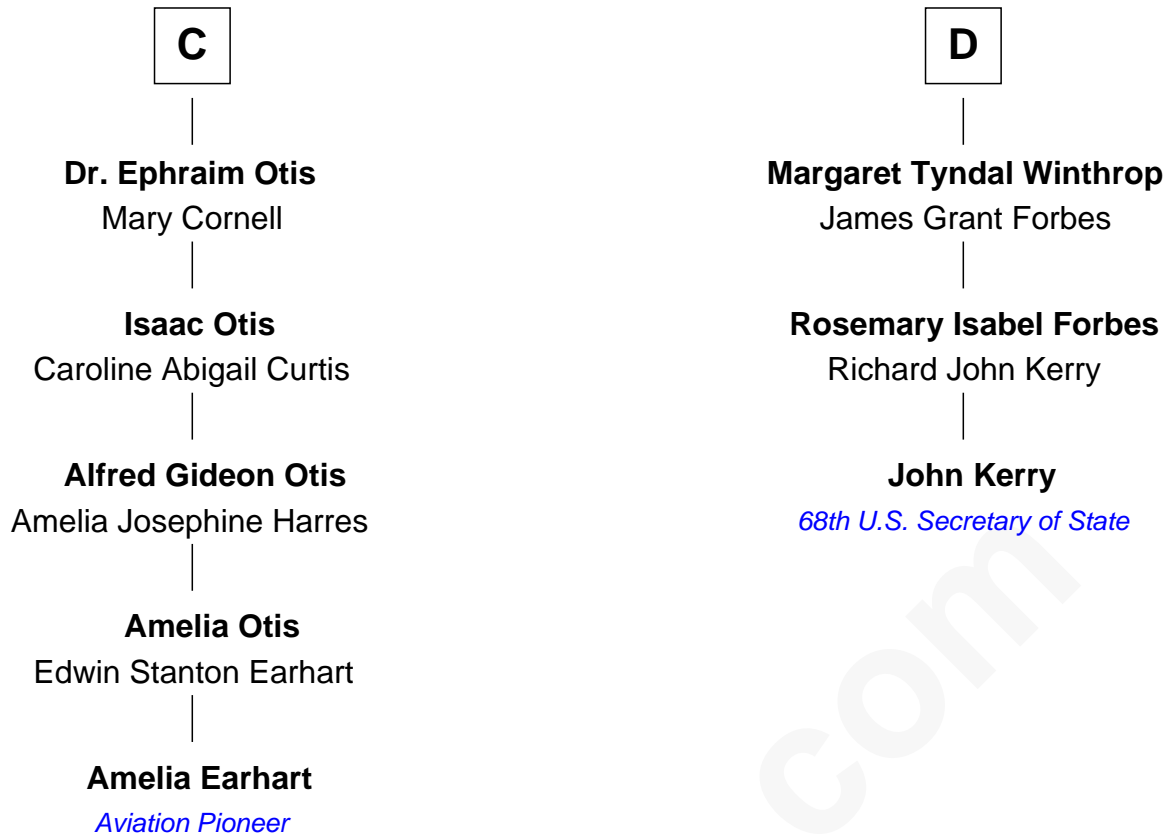 C
Dr. Ephraim Otis
Mary Cornell
Isaac Otis
Caroline Abigail Curtis
Alfred Gideon Otis
Amelia Josephine Harres
Amelia Otis
Edwin Stanton Earhart
Amelia Earhart
Aviation Pioneer
D
Margaret Tyndal Winthrop
James Grant Forbes
Rosemary Isabel Forbes
Richard John Kerry
John Kerry
68th U.S. Secretary of State
com